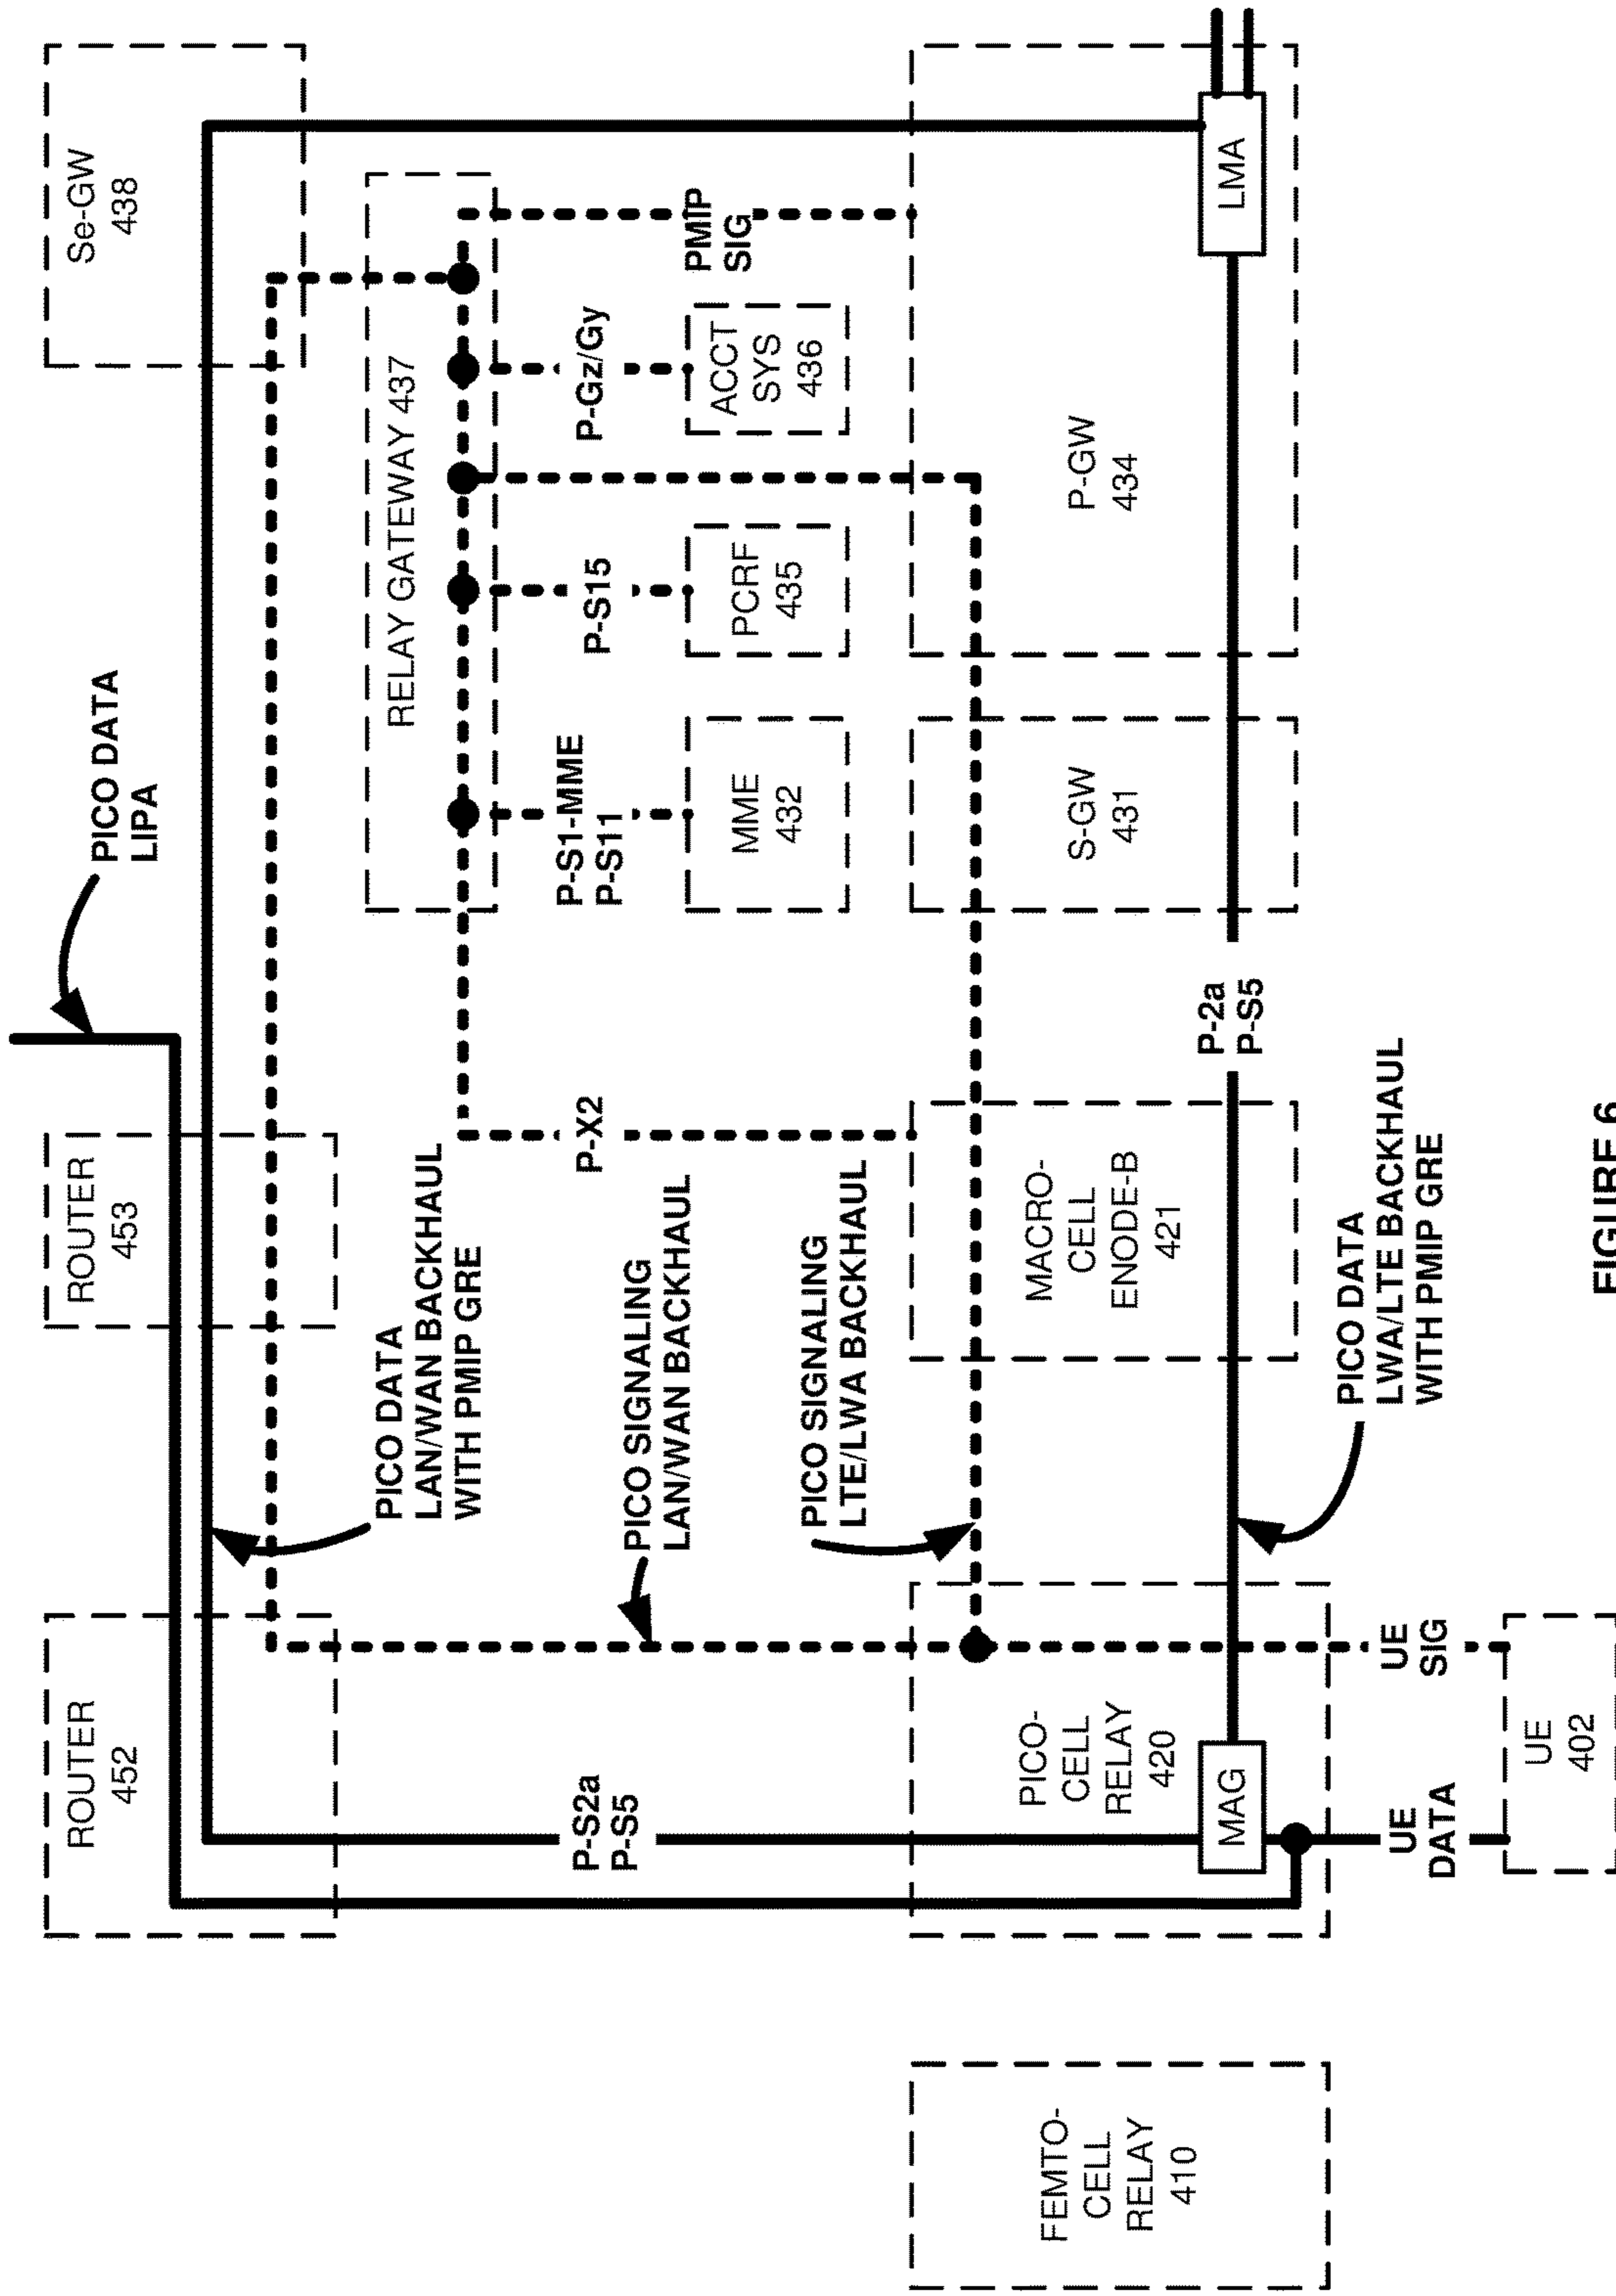 ROUTER
452
ROUTER
453
Se-GW
438
PICO DATA
LIPA
PICO DATA
LAN/WAN BACKHAUL
WITH PMIP GRE
RELAY GATEWAY 437
P-S2a
P-S5
PICO SIGNALING
LAN/WAN BACKHAUL
P-X2
P-S1-MME
P-S11
P-S15
P-Gz/Gy
PMIP
SIG
PICO SIGNALING
LTE/LWA BACKHAUL
MME
432
PCRF
435
ACCT
SYS
436
FEMTO-
CELL
RELAY
410
PICO-
CELL
RELAY
420
MACRO-
CELL
ENODE-B
421
S-GW
431
P-GW
434
MAG
P-2a
P-S5
LMA
UE
DATA
UE
SIG
PICO DATA
LWA/LTE BACKHAUL
WITH PMIP GRE
UE
402
FIGURE 6